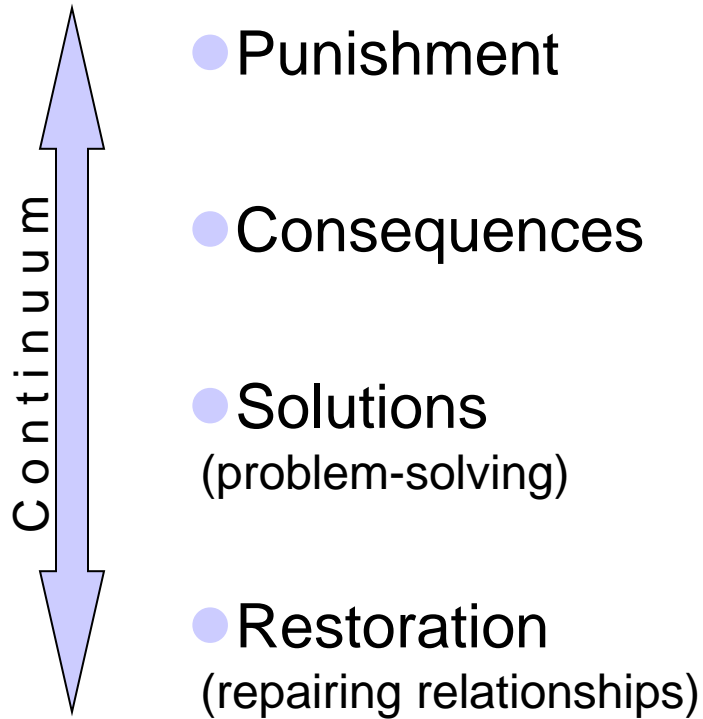 Continuum
Punishment
Consequences
Solutions
(problem-solving)
Restoration
(repairing relationships)